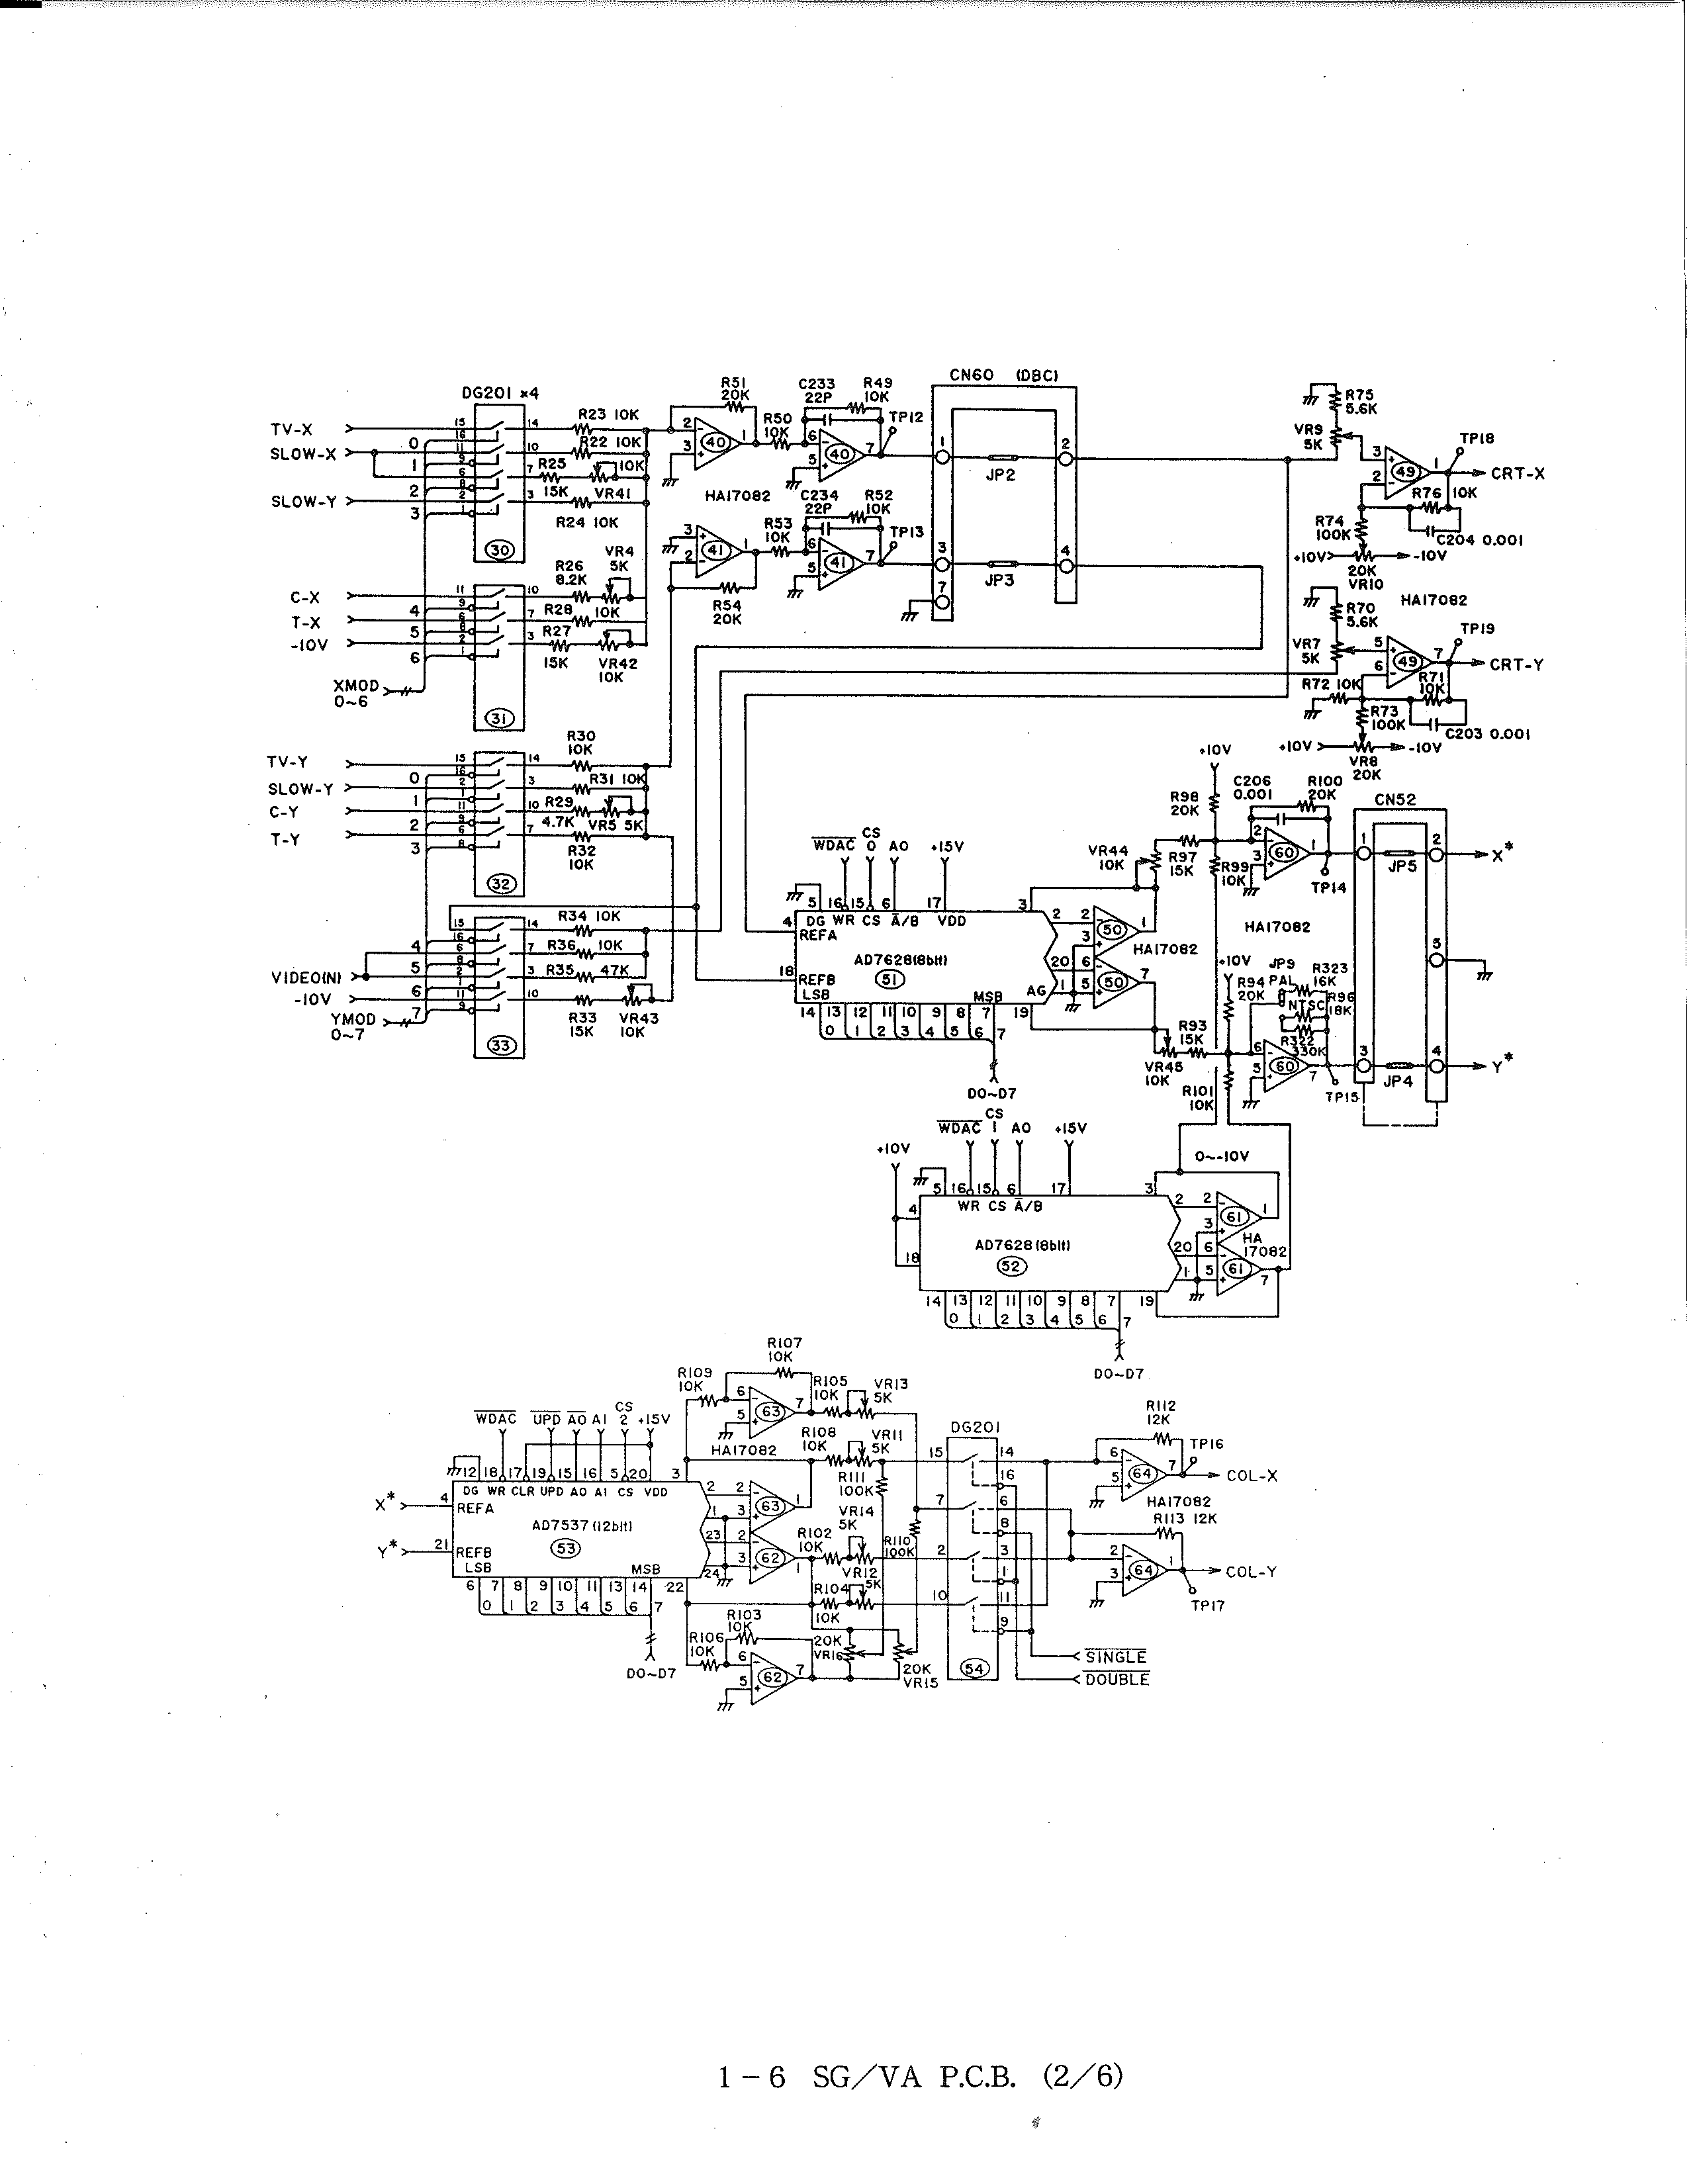 DG201 ×4
TV-X
SLOW-X
SLOW-Y
15 14 R23 10K
16
0 11 10 R22 10K
9
1 6 7 R25 10K
8 15K VR41
2 2 3
3 1 R24 10K
30
R51
20K
C233
22P
R49
10K
R50
10K
TP12
2 3 1 40
6 5 7 40
HA17082
C234
22P
R52
10K
R53
10K
TP13
3 2 1 41
6 5 7 41
R54
20K
CN60 (DBC)
1 2
JP2
3 4
JP3
7
R75
5.6K
VR9
5K
TP18
3 2 1 49
CRT-X
R76 10K
R74
100K
C204 0.001
+10V -10V
20K
VR10
HA17082
R70
5.6K
TP19
VR7
5K
5 6 7 49
CRT-Y
R72 10K
R71
10K
R73
100K
C203 0.001
+10V -10V
VR8
20K
C-X
T-X
-10V
R26
8.2K
VR4
5K
11 10
9
4 6 7 R28 10K
5 8
2 3 R27
6 1 15K
VR42
10K
XMOD
0~6
31
TV-Y
SLOW-Y
C-Y
T-Y
R30
10K
15 14
0 16
2 3 R31 10K
1 1
11 10 R29
4.7K VR5 5K
2 9
6 7
3 8
R32
10K
32
15 14 R34 10K
16
4 6 7 R36 10K
8
VIDEO(N)
5 2 3 R35 47K
1
-10V
6 11 10
9
7
R33
15K
VR43
10K
YMOD
0~7
33
WDAC
CS
0
A0
+15V
5 16 15 6 17 3
DG WR CS A/B VDD
4
REFA
AD7628(8bit)
51
18
REFB
LSB MSB
AG
14 13 12 11 10 9 8 7 19
0 1 2 3 4 5 6 7
D0~D7
2 2 1 50
3
20 6 7 50
1 5
HA17082
VR44
10K
R97
15K
+10V
R98
20K
R99
10K
C206
0.001
R100
20K
2 3 1 60
TP14
HA17082
+10V
R94
20K
JP9
PAL
R323
16K
NTSC
R96
18K
R322
330K
R93
15K
VR45
10K
R101
10K
6 5 7 60
TP15
CN52
1 2
JP5
X*
5
3 4
JP4
Y*
WDAC
CS
1
A0
+15V
+10V
0~-10V
5 16 15 6 17 3
WR CS A/B
4
18
AD7628(8bit)
52
14 13 12 11 10 9 8 7 19
0 1 2 3 4 5 6 7
D0~D7
2 2 1 61
3
HA
17082
20 6 7 61
1 5
R107
10K
R109
10K
6 5 7 63
R105
10K
VR13
5K
HA17082
R108
10K
VR11
5K
R111
100K
VR14
5K
R102
10K
R110
100K
VR12
5K
R104
10K
WDAC
UPD
A0
A1
CS
2
+15V
12 18 17 19 15 16 5 20 3
DG WR CLR UPD A0 A1 CS VDD
X*
4
REFA
AD7537(12bit)
53
Y*
21
REFB
LSB MSB
6 7 8 9 10 11 13 14 22
0 1 2 3 4 5 6 7
D0~D7
2 2 1 63
1 3
23 2 1 62
24 3
R103
10K
R106
10K
6 5 7 62
20K
VR16
20K
VR15
DG201
15 14
16
7 6
8
2 3
1
10 11
9
54
SINGLE
DOUBLE
R112
12K
TP16
6 5 7 64
COL-X
HA17082
R113 12K
2 3 1 64
COL-Y
TP17
1-6 SG/VA P.C.B. (2/6)